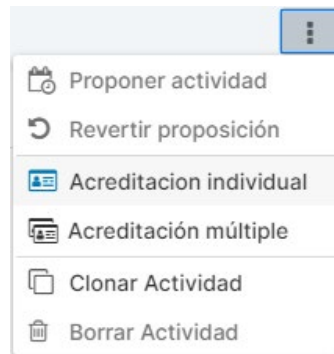 Proponer actividad
Revertir proposición
Acreditacion individual
Acreditación múltiple
Clonar Actividad
Borrar Actividad